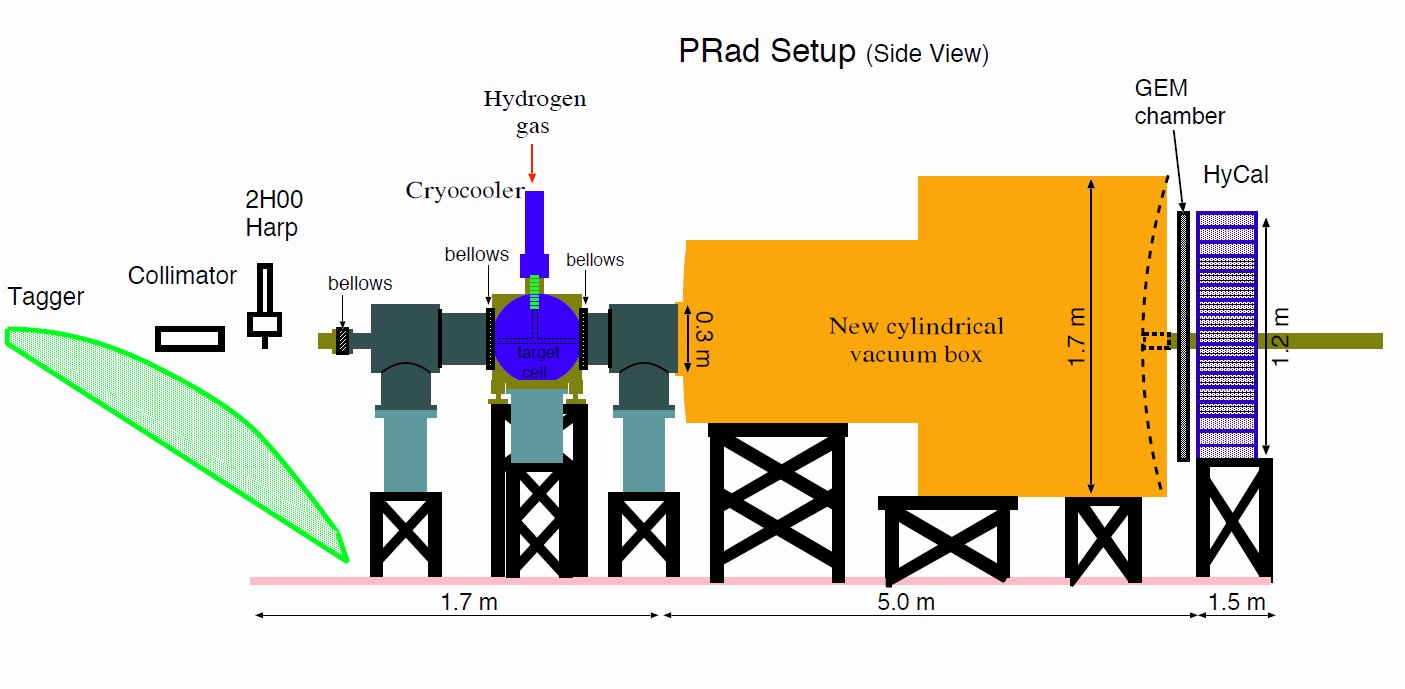 PRad Setup (Side View)
GEM
chamber
Hydrogen
gas
HyCal
Cryocooler
2H00
Harp
bellows
bellows
Collimator
bellows
Tagger
0.3 m
New cylindrical
vacuum box
1.7 m
1.2 m
target
cell
1.7 m
5.0 m
1.5 m